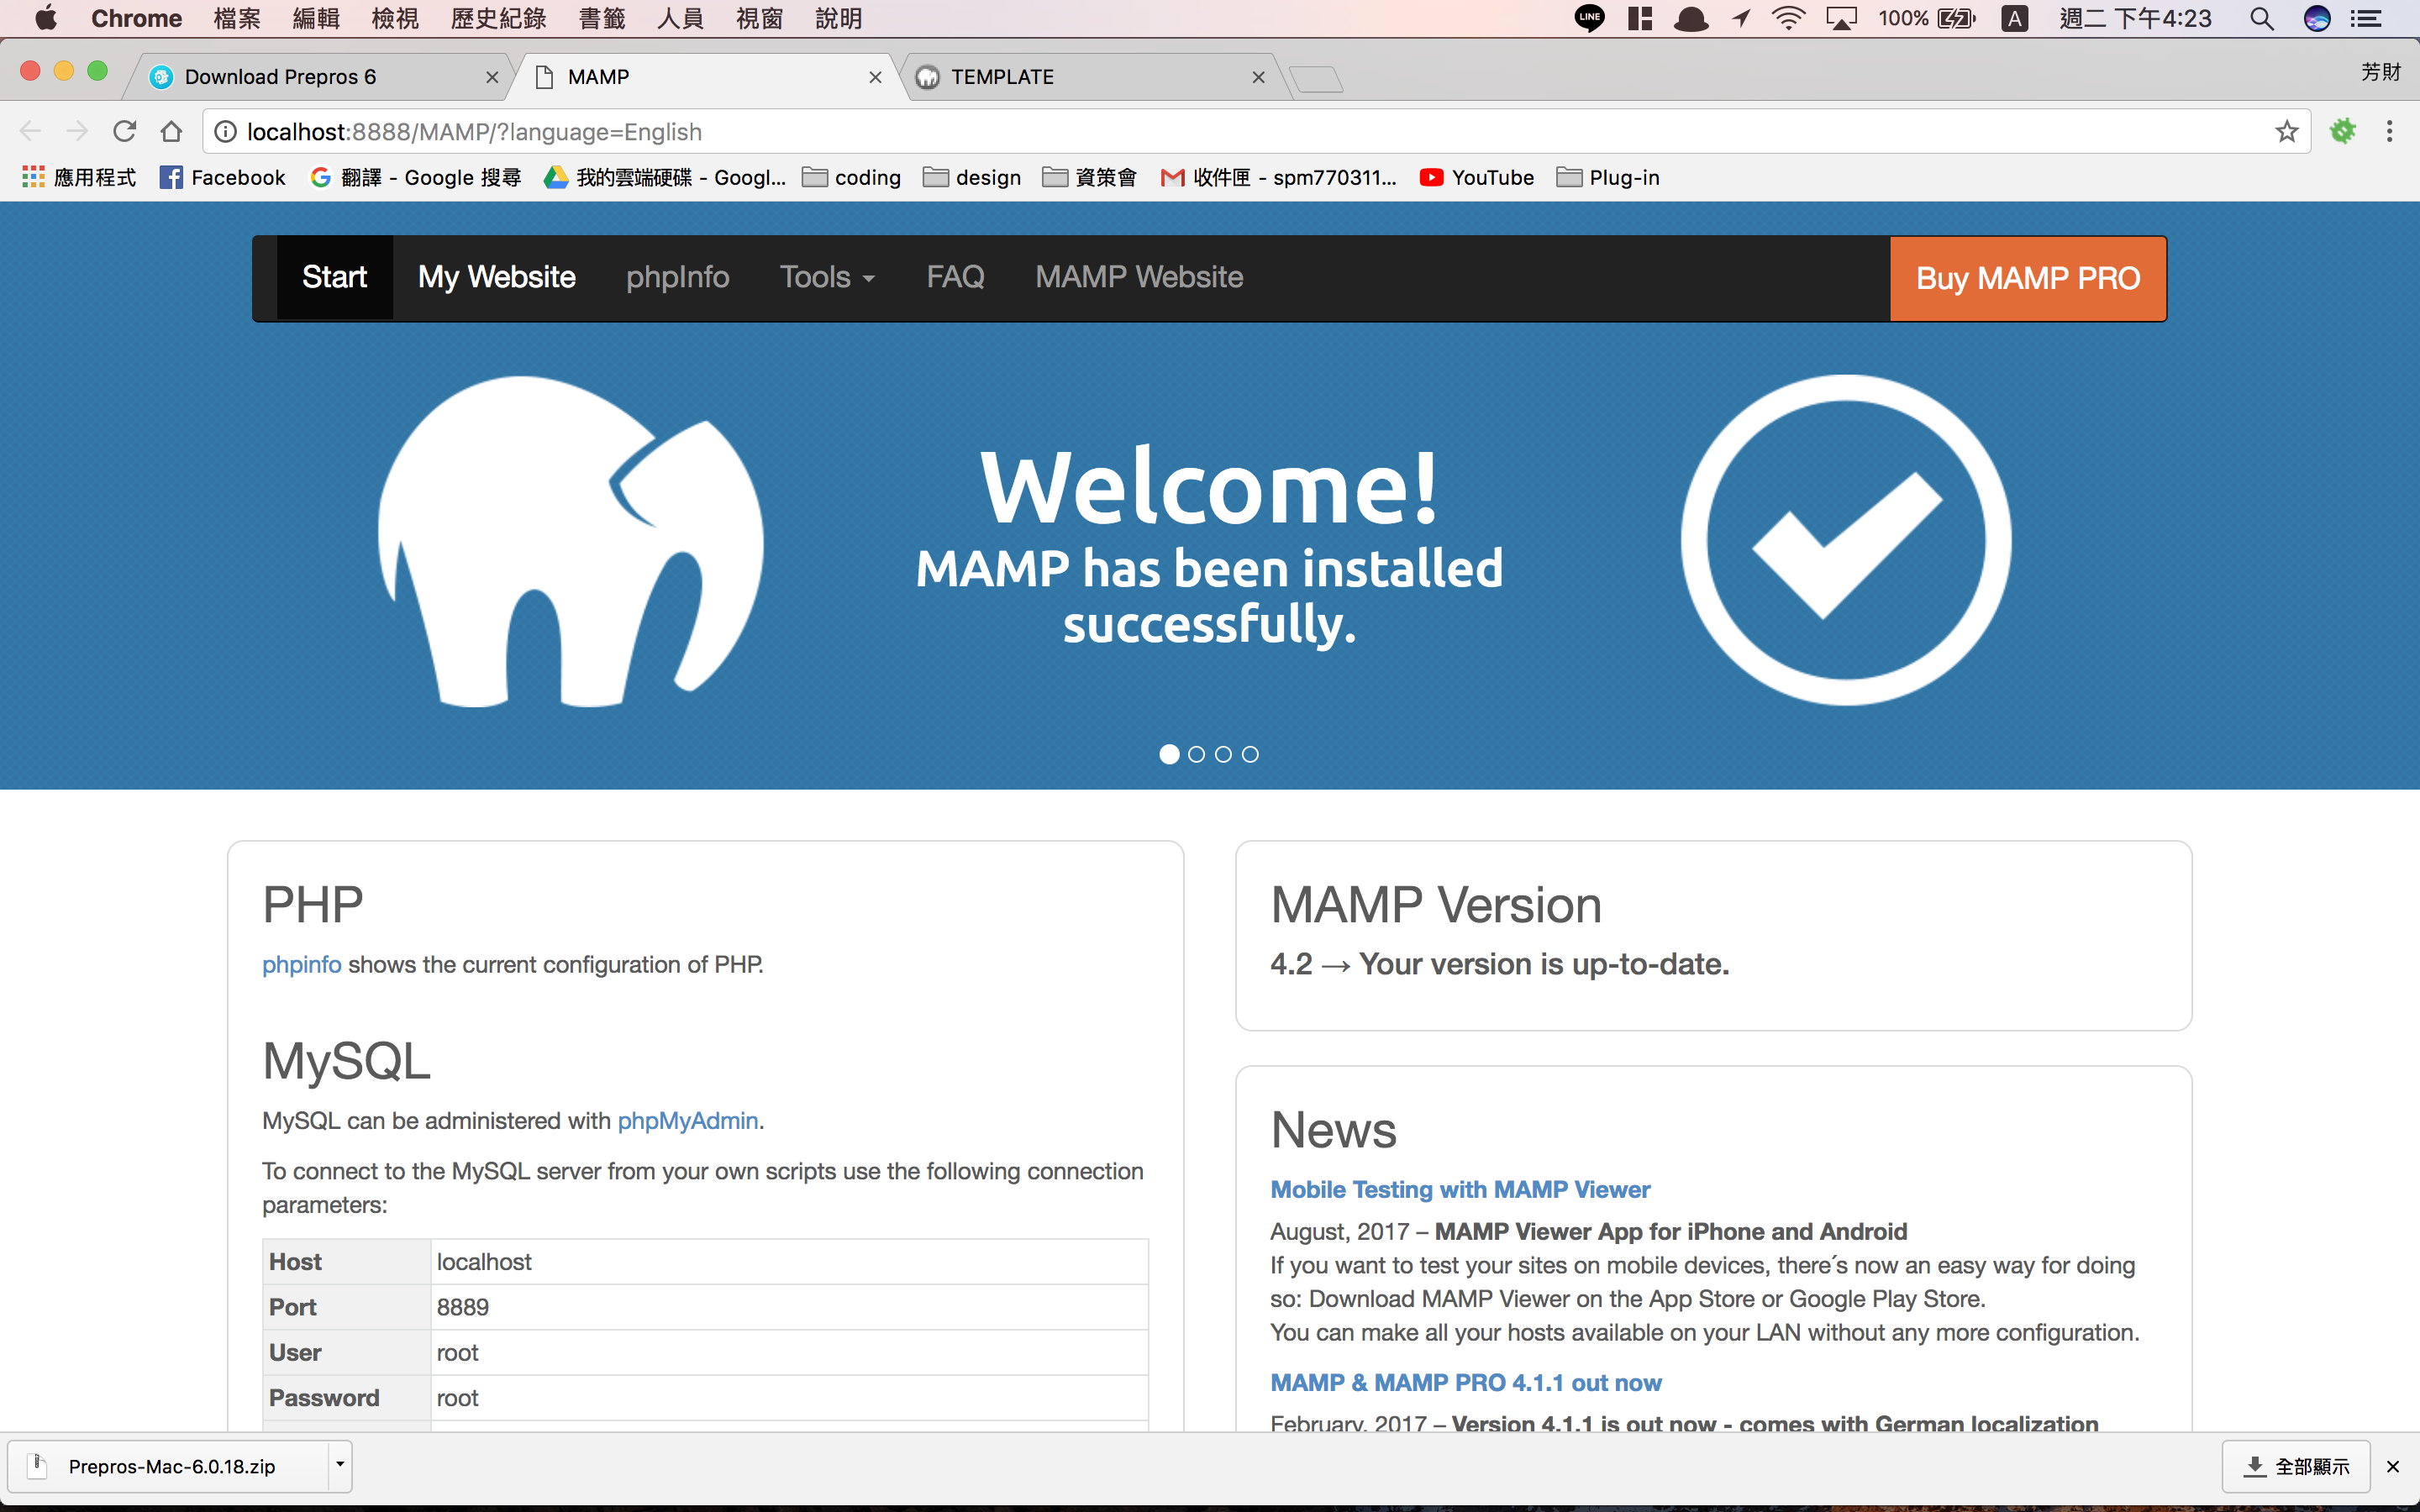 Chrome 檔案 編輯 檢視 歷史紀錄 書籤 人員 視窗 說明 LINE 100% A 週二 下午4:23
Download Prepros 6 MAMP TEMPLATE 芳財
localhost:8888/MAMP/?language=English
應用程式 Facebook 翻譯 - Google 搜尋 我的雲端硬碟 - Googl... coding design 資策會 收件匣 - spm770311... YouTube Plug-in
Start My Website phpInfo Tools FAQ MAMP Website Buy MAMP PRO
Welcome!
MAMP has been installed
successfully.
PHP
phpinfo shows the current configuration of PHP.
MySQL
MySQL can be administered with phpMyAdmin.
To connect to the MySQL server from your own scripts use the following connection
parameters:
Host localhost
Port 8889
User root
Password root
MAMP Version
4.2 → Your version is up-to-date.
News
Mobile Testing with MAMP Viewer
August, 2017 – MAMP Viewer App for iPhone and Android
If you want to test your sites on mobile devices, there´s now an easy way for doing
so: Download MAMP Viewer on the App Store or Google Play Store.
You can make all your hosts available on your LAN without any more configuration.
MAMP & MAMP PRO 4.1.1 out now
February, 2017 – Version 4.1.1 is out now - comes with German localization
Prepros-Mac-6.0.18.zip 全部顯示